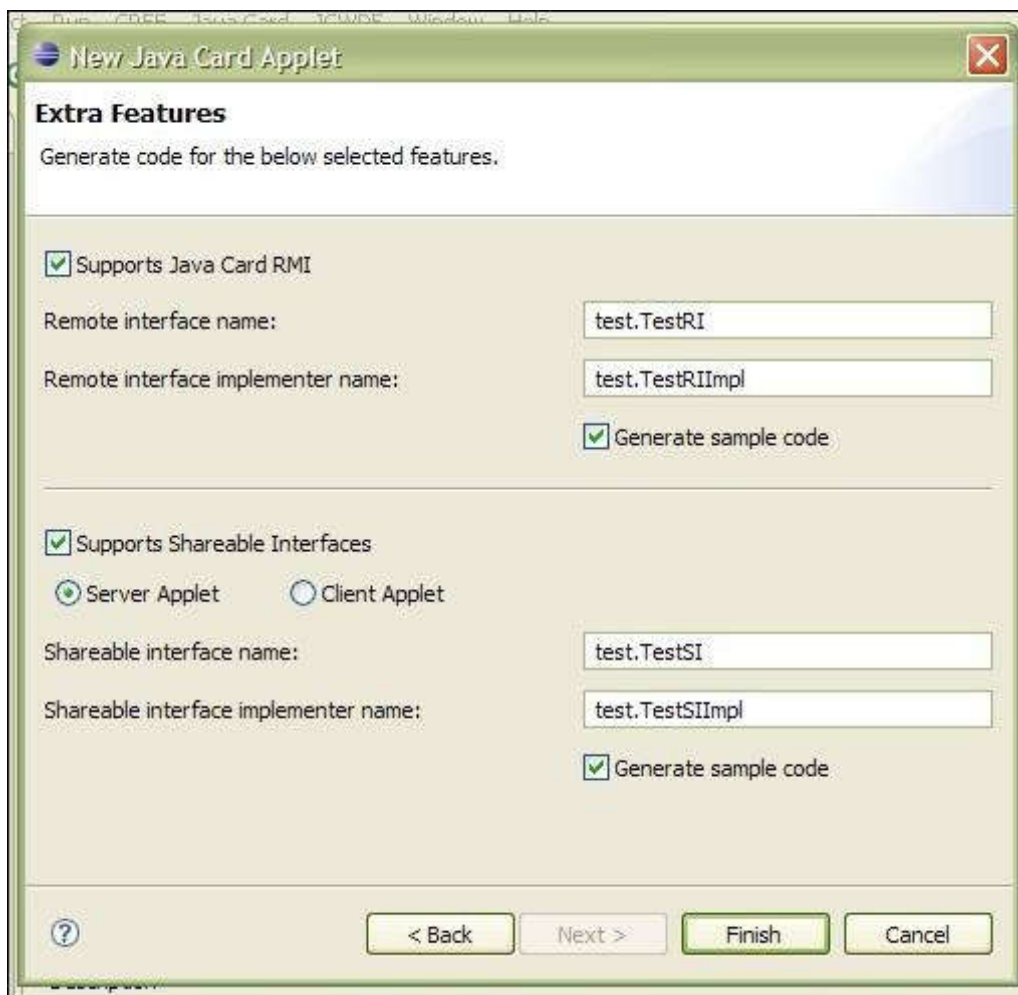 New Java Card Applet
Extra Features
Generate code for the below selected features.
Supports Java Card RMI
Remote interface name: test.TestRI
Remote interface implementer name: test.TestRIImpl
Generate sample code
Supports Shareable Interfaces
Server Applet Client Applet
Shareable interface name: test.TestSI
Shareable interface implementer name: test.TestSIImpl
Generate sample code
< Back Next > Finish Cancel